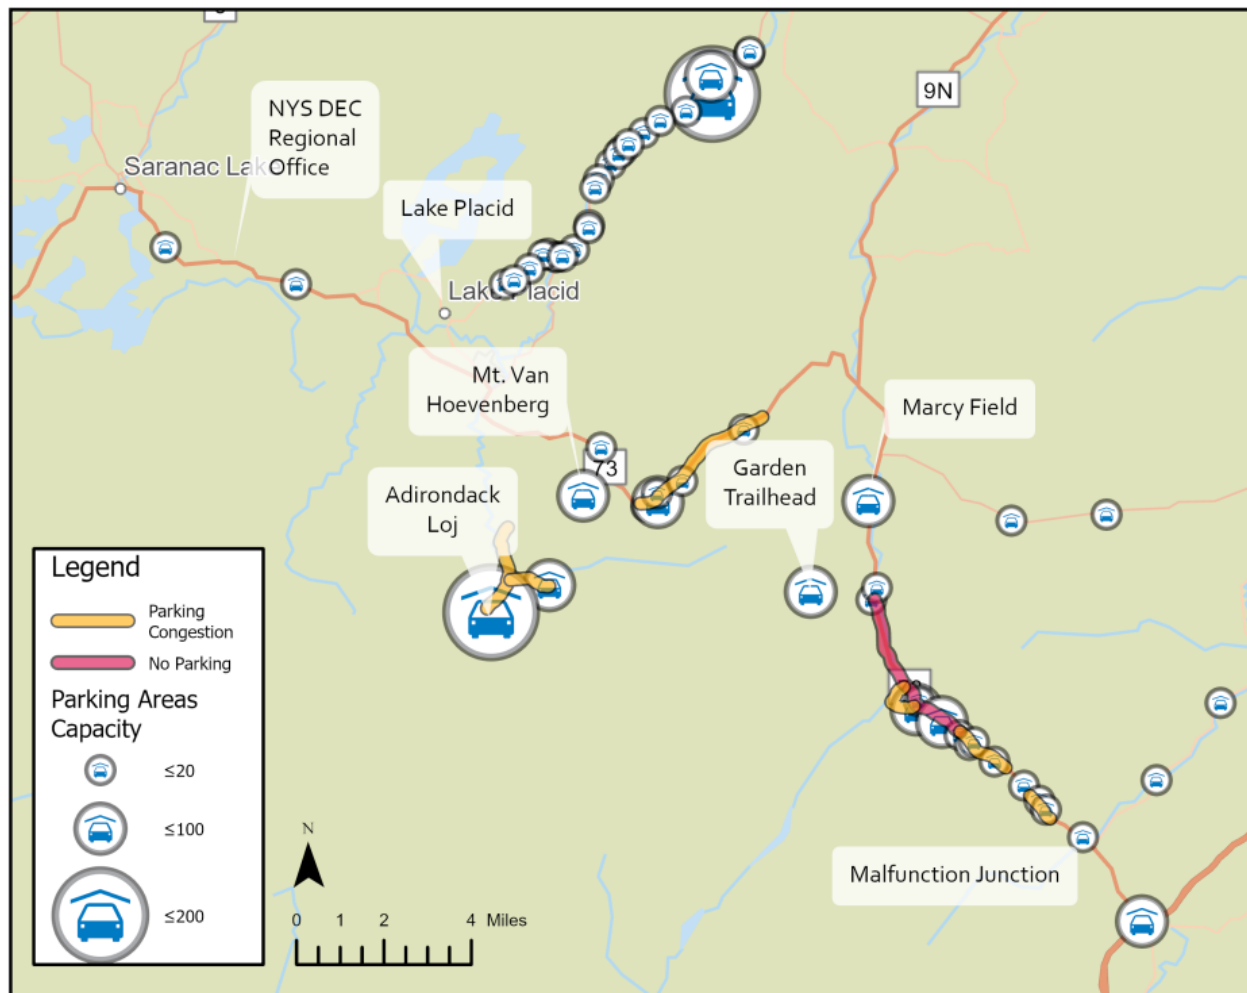 9N
NYS DEC
Regional
Office
Saranac Lake
Lake Placid
Lake Placid
Mt. Van
Hoevenberg
Marcy Field
73
Garden
Trailhead
Adirondack
Loj
Legend
Parking
Congestion
No Parking
Parking Areas
Capacity
≤20
≤100
≤200
N
0 1 2 4 Miles
Malfunction Junction